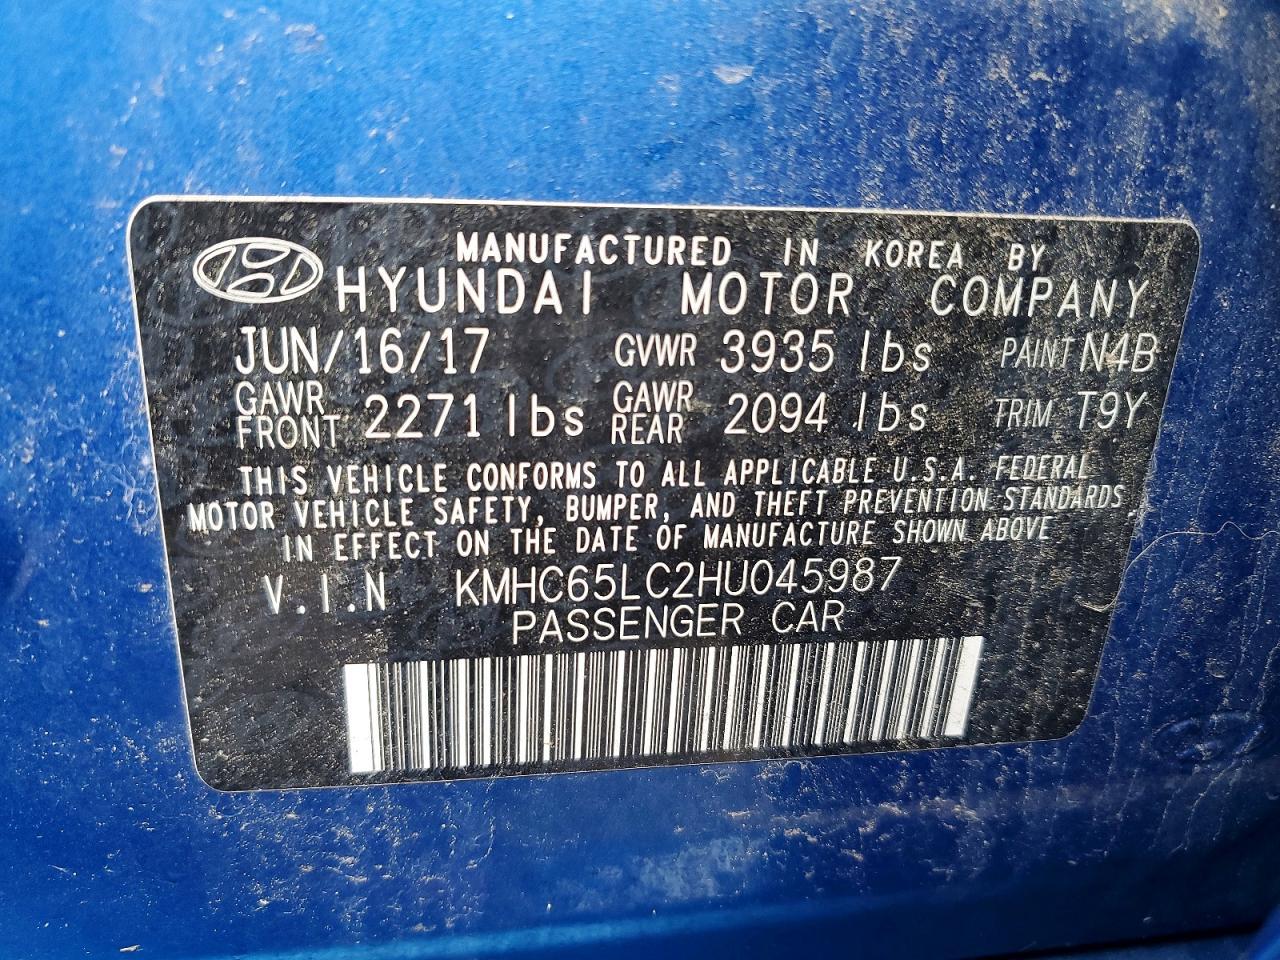 MANUFACTURED IN KOREA BY
HYUNDAI MOTOR COMPANY
JUN/16/17 GVWR 3935 lbs PAINT N4B
GAWR FRONT 2271 lbs GAWR REAR 2094 lbs TRIM T9Y
THIS VEHICLE CONFORMS TO ALL APPLICABLE U.S.A. FEDERAL
MOTOR VEHICLE SAFETY, BUMPER, AND THEFT PREVENTION STANDARDS
IN EFFECT ON THE DATE OF MANUFACTURE SHOWN ABOVE
V.I.N KMHC65LC2HU045987
PASSENGER CAR